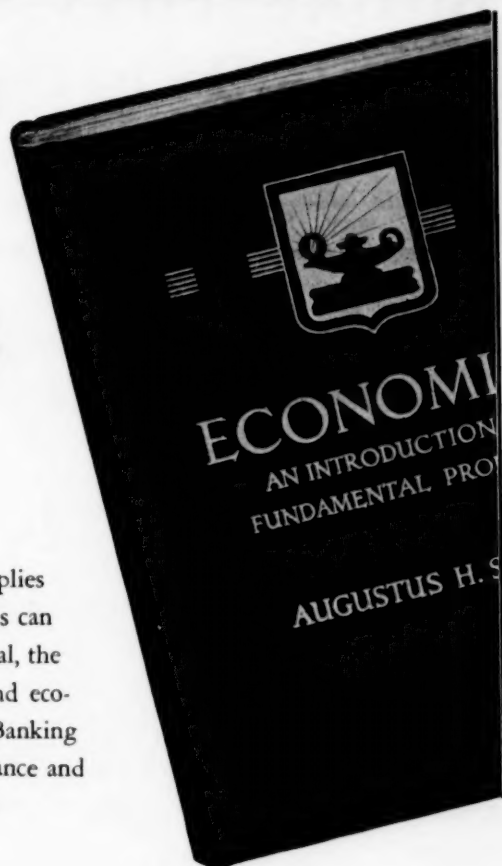 ECONOMI
AN INTRODUCTION
FUNDAMENTAL PRO
AUGUSTUS H. S
plies
s can
al, the
nd eco-
Banking
ance and